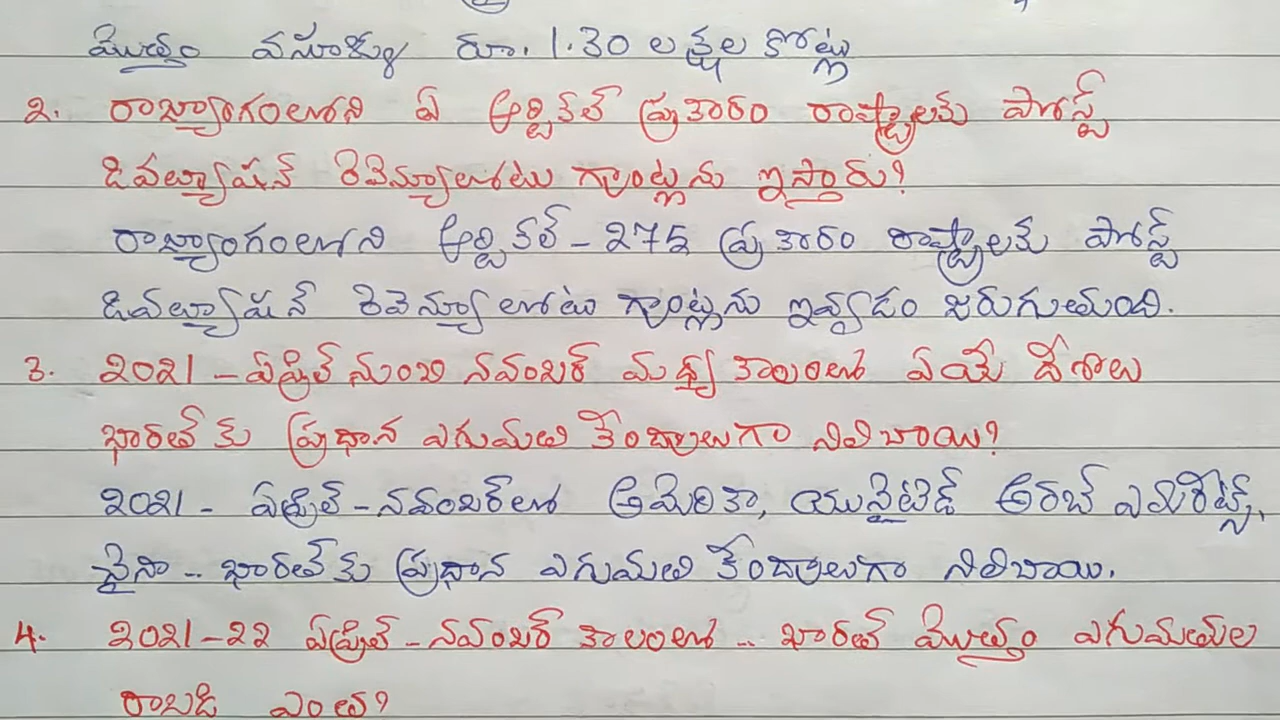 మొత్తం వసూళ్ళు రూ. 1.30 లక్షల కోట్లు
2. రాజ్యాంగంలోని ఏ ఆర్టికల్ ప్రకారం రాష్ట్రాలకు పోస్ట్
డివల్యూషన్ రెవెన్యూలోటు గ్రాంట్లను ఇస్తారు?
రాజ్యాంగంలోని ఆర్టికల్ - 275 ప్రకారం రాష్ట్రాలకు పోస్ట్
డివల్యూషన్ రెవెన్యూ లోటు గ్రాంట్లను ఇవ్వడం జరుగుతుంది.
3. 2021 - ఏప్రిల్ నుంచి నవంబర్ మధ్య కాలంలో ఏయే దేశాలు
భారత్ కు ప్రధాన ఎగుమతి కేంద్రాలుగా నిలిచాయి?
2021 - ఏప్రిల్ - నవంబర్‌లో అమెరికా, యునైటెడ్ అరబ్ ఎమిరేట్స్,
చైనా .. భారత్ కు ప్రధాన ఎగుమతి కేంద్రాలుగా నిలిచాయి.
4. 2021-22 ఏప్రిల్ - నవంబర్ కాలంలో .. భారత్ మొత్తం ఎగుమతుల
రాబడి ఎంత?